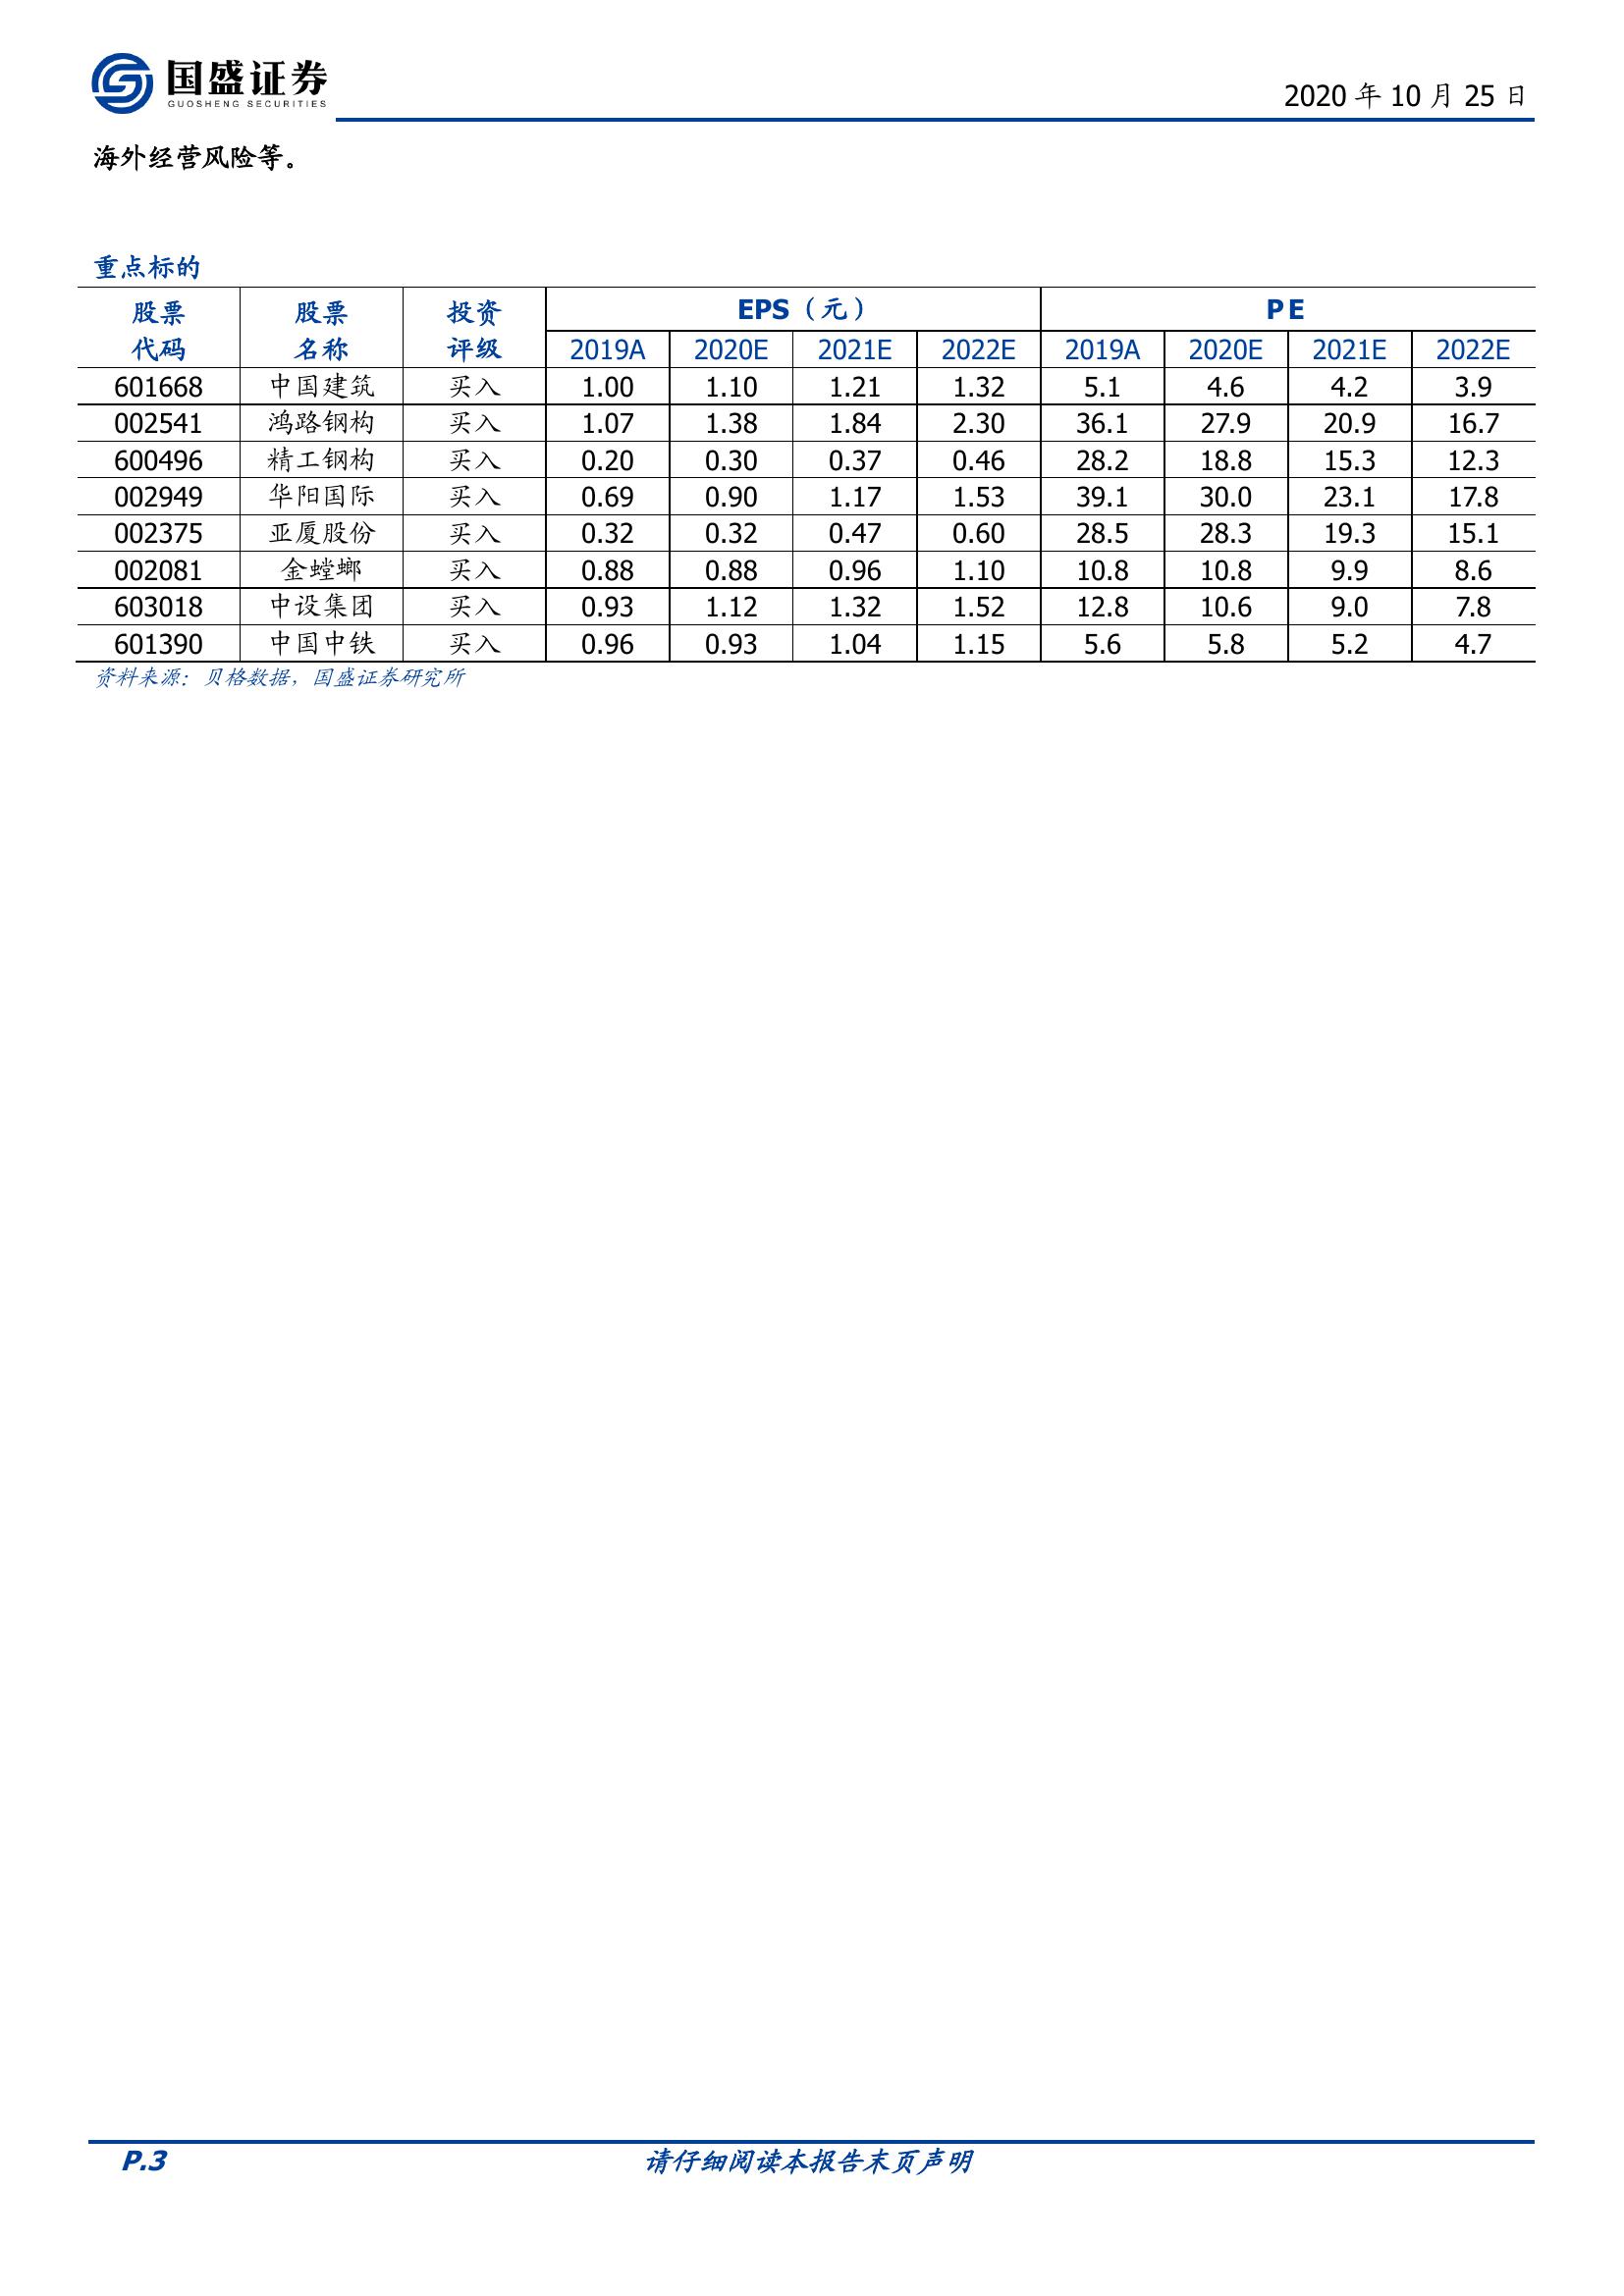 国盛证券
GUOSHENG SECURITIES
2020 年 10 月 25 日
海外经营风险等。
重点标的
股票代码 股票名称 投资评级 EPS（元） PE
2019A 2020E 2021E 2022E 2019A 2020E 2021E 2022E
601668 中国建筑 买入 1.00 1.10 1.21 1.32 5.1 4.6 4.2 3.9
002541 鸿路钢构 买入 1.07 1.38 1.84 2.30 36.1 27.9 20.9 16.7
600496 精工钢构 买入 0.20 0.30 0.37 0.46 28.2 18.8 15.3 12.3
002949 华阳国际 买入 0.69 0.90 1.17 1.53 39.1 30.0 23.1 17.8
002375 亚厦股份 买入 0.32 0.32 0.47 0.60 28.5 28.3 19.3 15.1
002081 金螳螂 买入 0.88 0.88 0.96 1.10 10.8 10.8 9.9 8.6
603018 中设集团 买入 0.93 1.12 1.32 1.52 12.8 10.6 9.0 7.8
601390 中国中铁 买入 0.96 0.93 1.04 1.15 5.6 5.8 5.2 4.7
资料来源：贝格数据，国盛证券研究所
P.3 请仔细阅读本报告末页声明